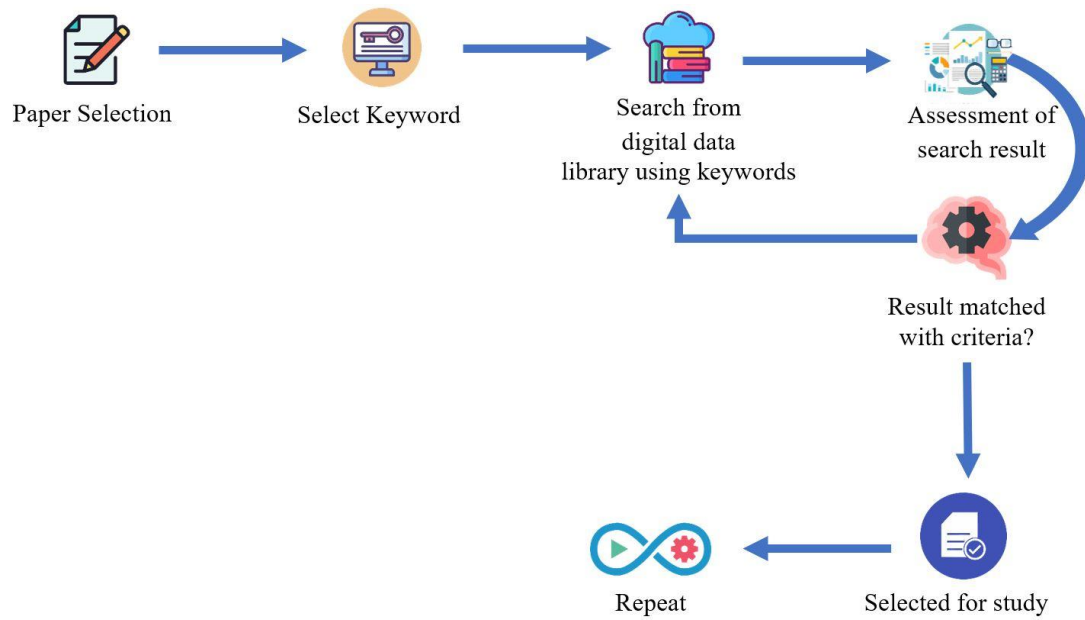 Paper Selection
Select Keyword
Search from
digital data
library using keywords
Assessment of
search result
Result matched
with criteria?
Selected for study
Repeat